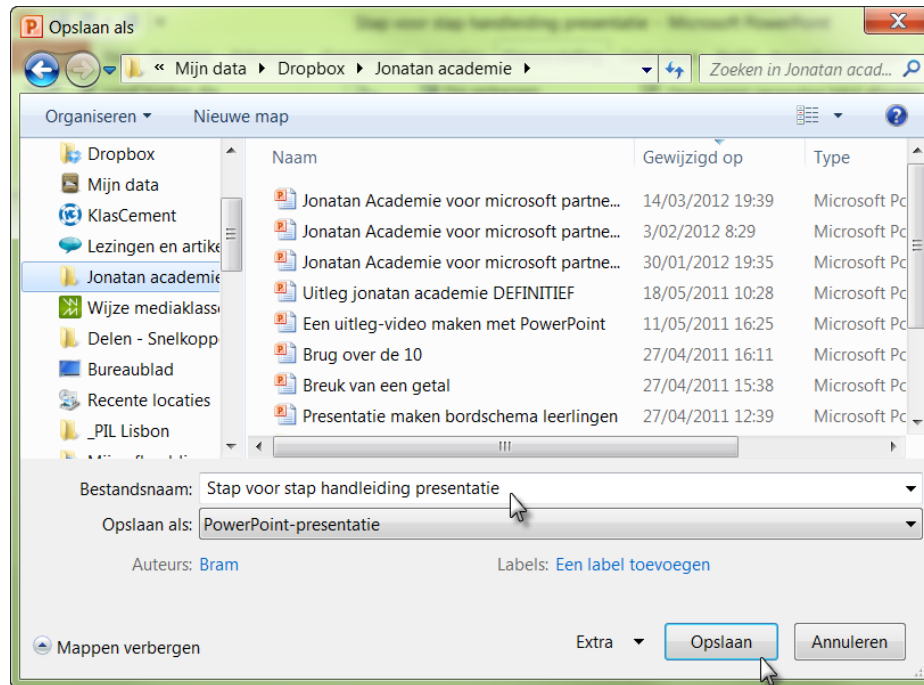 Opslaan als
Stap voor stap handleiding presentatie - Microsoft PowerPoint
« Mijn data Dropbox Jonatan academie
Zoeken in Jonatan acad...
Organiseren Nieuwe map
Naam Gewijzigd op Type
Dropbox
Mijn data
KlasCement
Lezingen en artike
Jonatan academie
Wijze mediaklass
Delen - Snelkopp
Bureaublad
Recente locaties
_PIL Lisbon
Jonatan Academie voor microsoft partne... 14/03/2012 19:39 Microsoft Pc
Jonatan Academie voor microsoft partne... 3/02/2012 8:29 Microsoft Pc
Jonatan Academie voor microsoft partne... 30/01/2012 19:35 Microsoft Pc
Uitleg jonatan academie DEFINITIEF 18/05/2011 10:28 Microsoft Pc
Een uitleg-video maken met PowerPoint 11/05/2011 16:25 Microsoft Pc
Brug over de 10 27/04/2011 16:11 Microsoft Pc
Breuk van een getal 27/04/2011 15:38 Microsoft Pc
Presentatie maken bordschema leerlingen 27/04/2011 12:39 Microsoft Pc
Bestandsnaam: Stap voor stap handleiding presentatie
Opslaan als: PowerPoint-presentatie
Auteurs: Bram Labels: Een label toevoegen
Mappen verbergen Extra Opslaan Annuleren